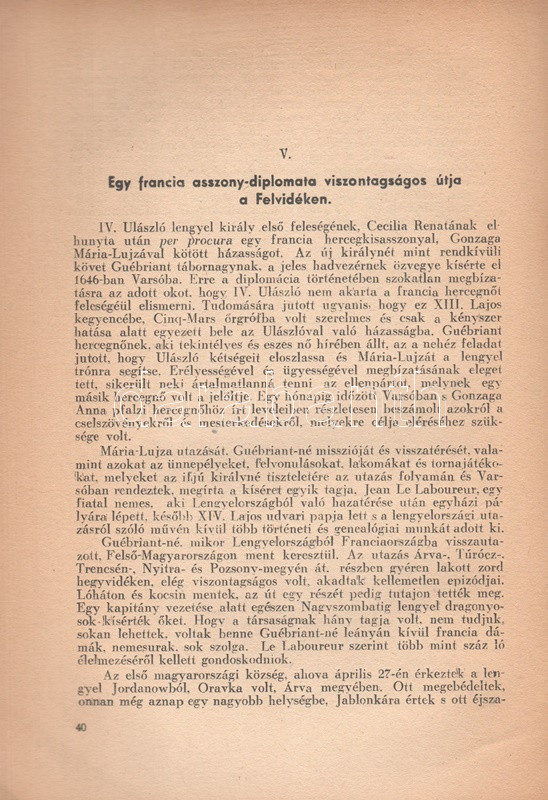 V.
Egy francia asszony-diplomata viszontagságos útja
a Felvidéken.
IV. Ulászló lengyel király első feleségének, Cecilia Renatának el-
hunyta után per procura egy francia hercegkisasszonyal, Gonzaga
Mária-Lujzával kötött házasságot. Az új királynét mint rendkívüli
követ Guébriant tábornagynak, a jeles hadvezérnek özvegye kísérte el
1646-ban Varsóba. Erre a diplomácia történetében szokatlan megbíza-
tásra az adott okot, hogy IV. Ulászló nem akarta a francia hercegnőt
feleségéül elismerni. Tudomására jutott ugyanis, hogy ez XIII. Lajos
kegyencébe, Cinq-Mars őrgrófba volt szerelmes és csak a kényszer
hatása alatt egyezett bele az Ulászlóval való házasságba. Guébriant
hercegnőnek, aki tekintélyes és eszes nő hírében állt, az a nehéz feladat
jutott, hogy Ulászló kétségeit eloszlassa és Mária-Lujzát a lengyel
trónra segítse. Erélyességével és ügyességével megbízatásának eleget
tett, sikerült neki ártalmatlanná tenni az ellenpártot, melynek egy
másik hercegnő volt a jelöltje. Egy hónapig időzött Varsóban s Gonzaga
Anna pfalzi hercegnőhöz írt leveleiben részletesen beszámol azokról a
cselszövényekről és mesterkedésekről, melyekre célja eléréséhez szük-
sége volt.
Mária-Lujza utazását, Guébriant-né misszióját és visszatérését, vala-
mint azokat az ünnepélyeket, felvonulásokat, lakomákat és tornajátéko-
kat, melyeket az ifjú királyné tiszteletére az utazás folyamán és Var-
sóban rendeztek, megírta a kíséret egyik tagja, Jean Le Laboureur, egy
fiatal nemes, aki Lengyelországból való hazatérése után egyházi pá-
lyára lépett, később XIV. Lajos udvari papja lett s a lengyelországi uta-
zásról szóló művén kívül több történeti és genealógiai munkát adott ki.
Guébriant-né, mikor Lengyelországból Franciaországba visszauta-
zott, Felső-Magyarországon ment keresztül. Az utazás Árva-, Túrócz-,
Trencsén-, Nyitra- és Pozsony-megyén át, részben gyéren lakott zord
hegyvidéken, elég viszontagságos volt, akadtak kellemetlen epizódjai.
Lóháton és kocsin mentek, az út egy részét pedig tutajon tették meg.
Egy kapitány vezetése alatt egészen Nagyszombatig lengyel dragonyo-
sok kísérték őket. Hogy a társaságnak hány tagja volt, nem tudjuk,
sokan lehettek, voltak benne Guébriant-né leányán kívül francia dá-
mák, nemesurak, sok szolga. Le Laboureur szerint több mint száz ló
élelmezéséről kellett gondoskodniok.
Az első magyarországi község, ahova április 27-én érkeztek a len-
gyel Jordanowból, Oravka volt, Árva megyében. Ott megebédeltek,
onnan még aznap egy nagyobb helységbe, Jablonkára értek s ott éjsza-
40